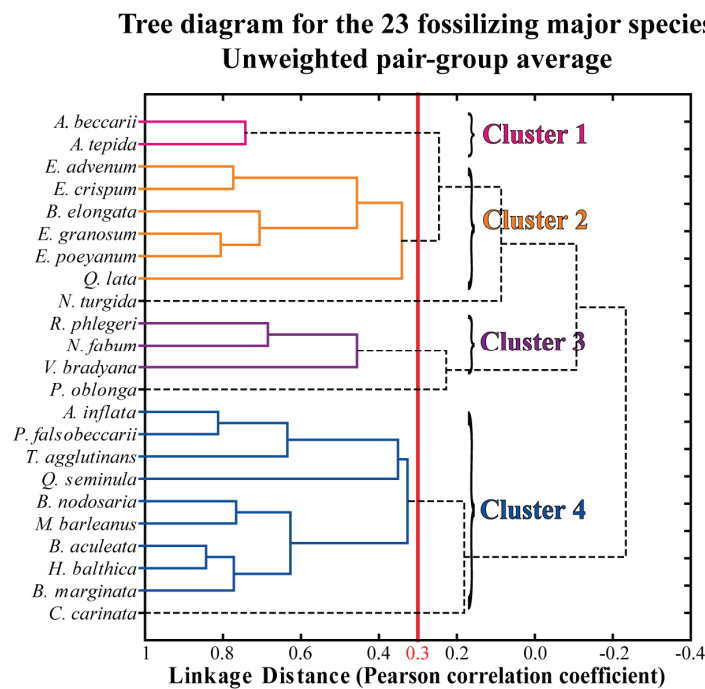 Tree diagram for the 23 fossilizing major species
Unweighted pair-group average
A. beccarii
A. tepida
E. advenum
E. crispum
B. elongata
E. granosum
E. poeyanum
Q. lata
N. turgida
R. phlegeri
N. fabum
V. bradyana
P. oblonga
A. inflata
P. falsobeccarii
T. agglutinans
Q. seminula
B. nodosaria
M. barleanus
B. aculeata
H. balthica
B. marginata
C. carinata
Cluster 1
Cluster 2
Cluster 3
Cluster 4
1 0.8 0.6 0.4 0.3 0.2 0.0 -0.2 -0.4
Linkage Distance (Pearson correlation coefficient)